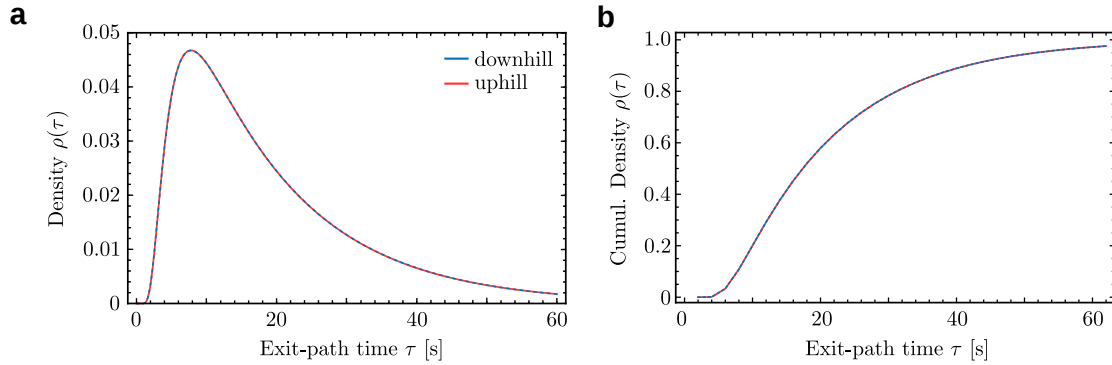 a
0.05
0.04
0.03
0.02
0.01
0
0 20 40 60
Density ρ(τ)
Exit-path time τ [s]
downhill
uphill
b
1.0
0.8
0.6
0.4
0.2
0
0 20 40 60
Cumul. Density ρ(τ)
Exit-path time τ [s]